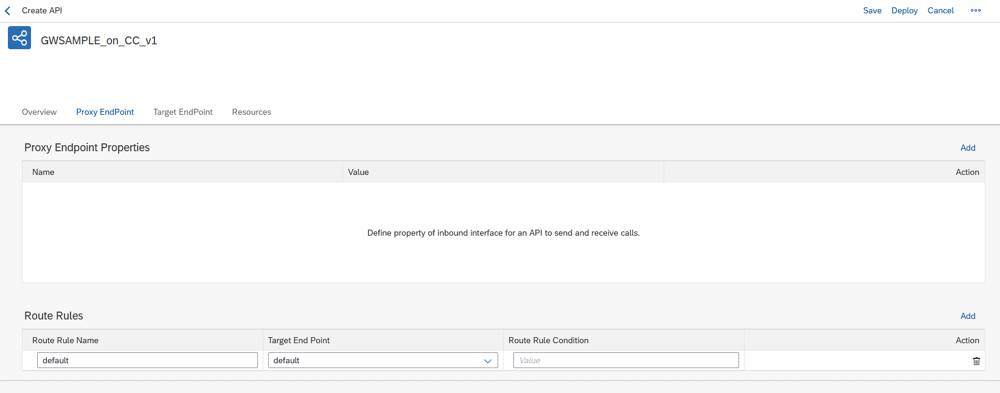 Create API
Save Deploy Cancel
GWSAMPLE_on_CC_v1
Overview Proxy EndPoint Target EndPoint Resources
Proxy Endpoint Properties Add
Name Value Action
Define property of inbound interface for an API to send and receive calls.
Route Rules Add
Route Rule Name Target End Point Route Rule Condition Action
default default Value